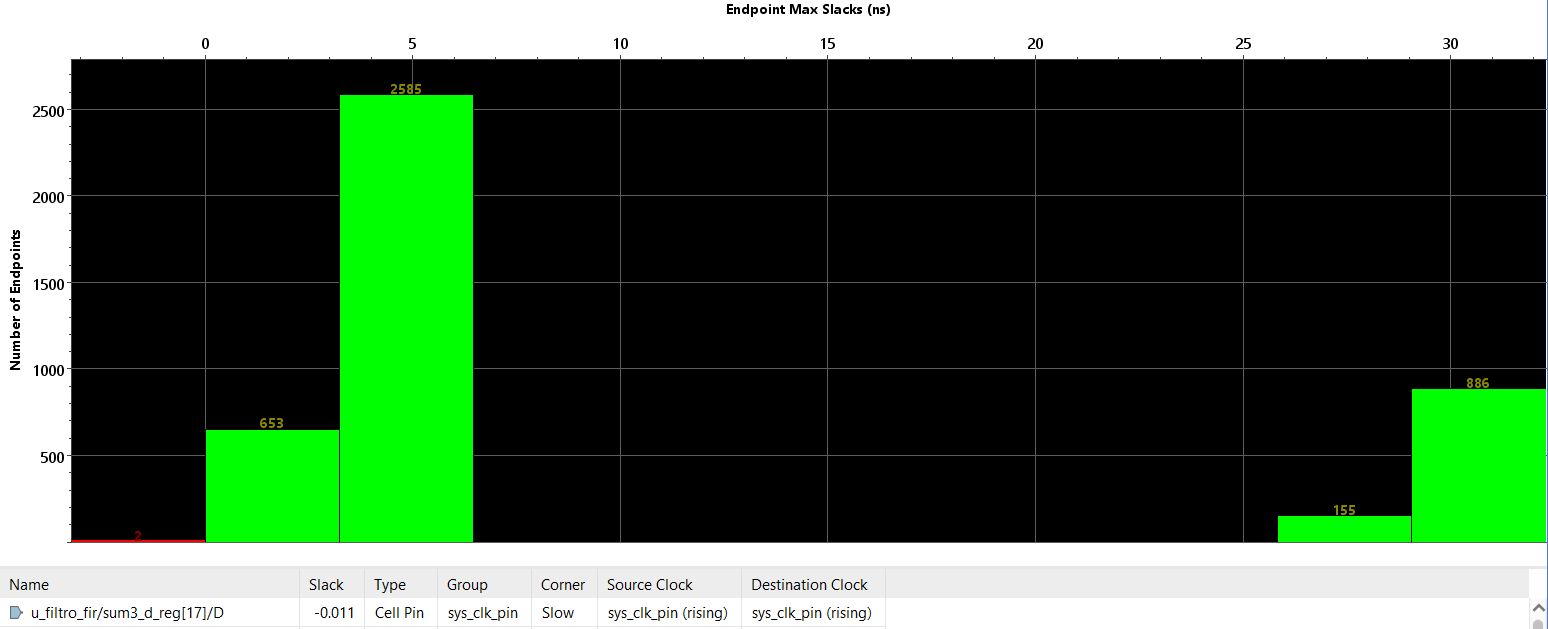 Endpoint Max Slacks (ns)
0 5 10 15 20 25 30
Number of Endpoints
2500
2000
1500
1000
500
2 653 2585 155 886
Name Slack Type Group Corner Source Clock Destination Clock
u_filtro_fir/sum3_d_reg[17]/D -0.011 Cell Pin sys_clk_pin Slow sys_clk_pin (rising) sys_clk_pin (rising)